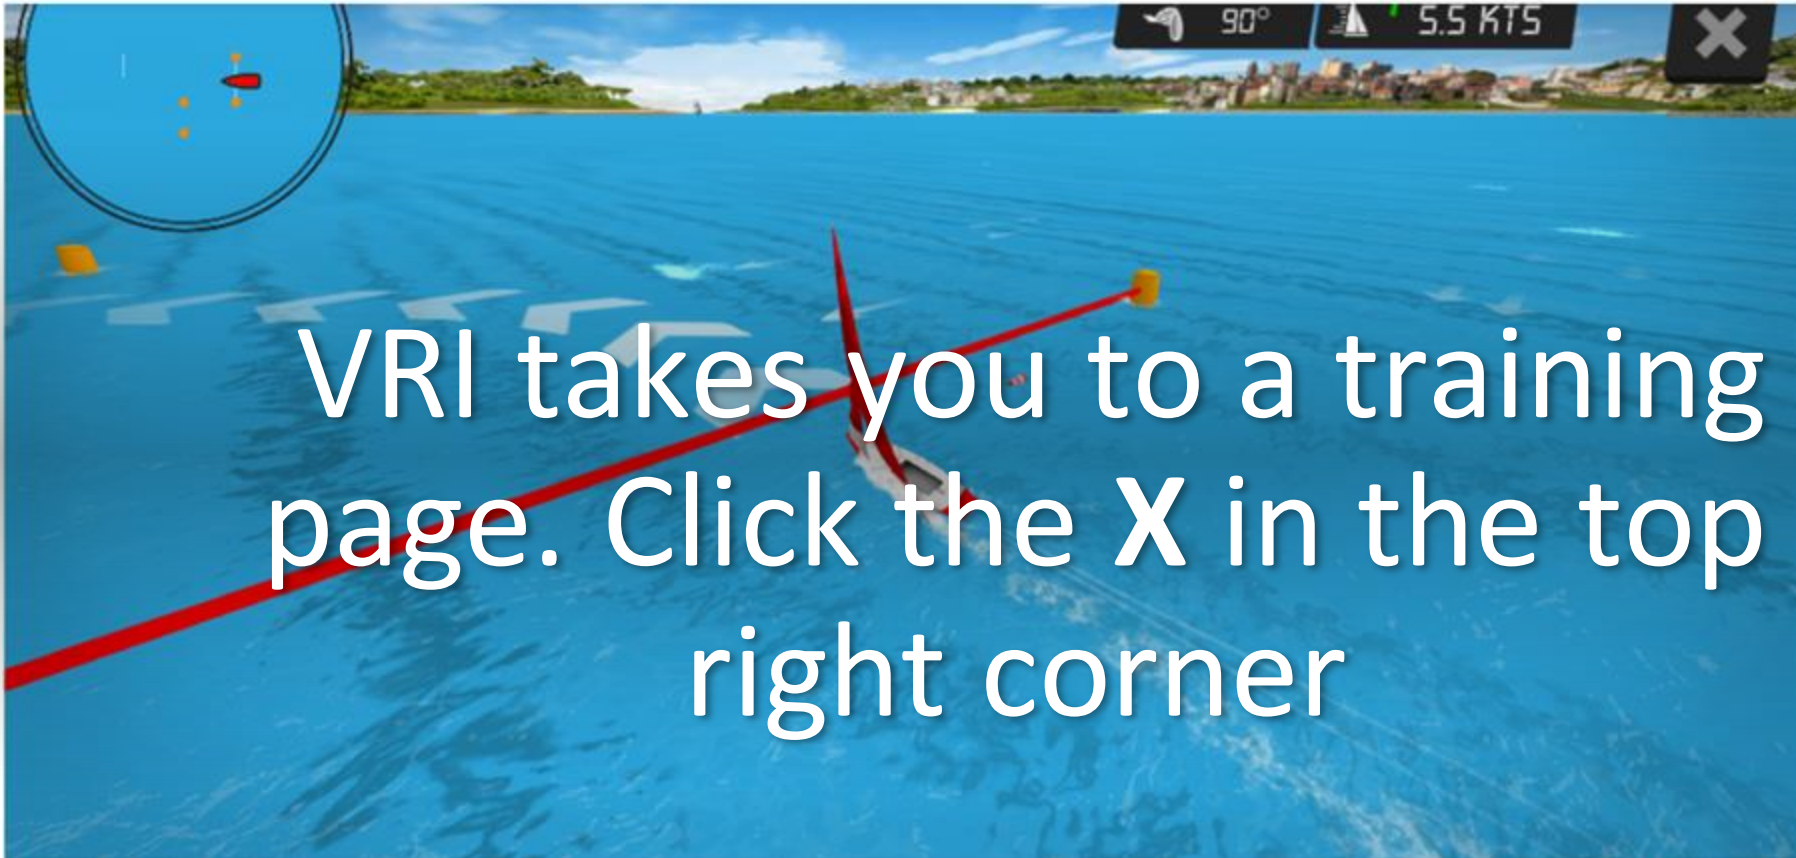 90°
5.5 KTS
VRI takes you to a training
page. Click the X in the top
right corner